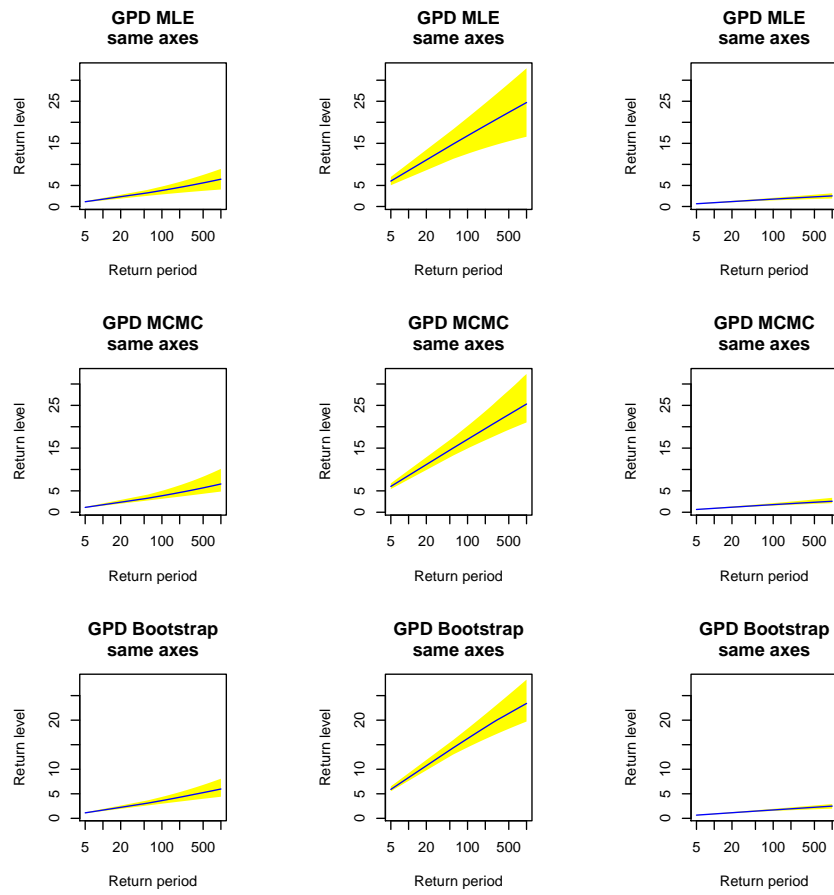 GPD MLE
same axes
GPD MLE
same axes
GPD MLE
same axes
Return level
0 5 15 25
5 20 100 500
Return period
Return level
0 5 15 25
5 20 100 500
Return period
Return level
0 5 15 25
5 20 100 500
Return period
GPD MCMC
same axes
GPD MCMC
same axes
GPD MCMC
same axes
Return level
0 5 15 25
5 20 100 500
Return period
Return level
0 5 15 25
5 20 100 500
Return period
Return level
0 5 15 25
5 20 100 500
Return period
GPD Bootstrap
same axes
GPD Bootstrap
same axes
GPD Bootstrap
same axes
Return level
0 5 10 20
5 20 100 500
Return period
Return level
0 5 10 20
5 20 100 500
Return period
Return level
0 5 10 20
5 20 100 500
Return period